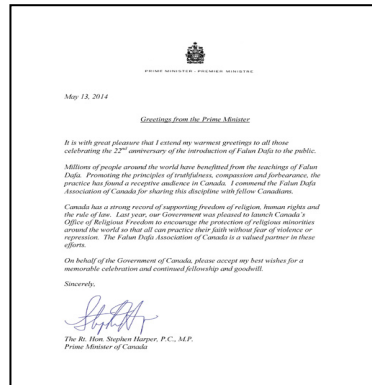 PRIME MINISTER - PREMIER MINISTRE
May 13, 2014
Greetings from the Prime Minister
It is with great pleasure that I extend my warmest greetings to all those
celebrating the 22nd anniversary of the introduction of Falun Dafa to the public.
Millions of people around the world have benefitted from the teachings of Falun
Dafa. Promoting the principles of truthfulness, compassion and forbearance, the
practice has found a receptive audience in Canada. I commend the Falun Dafa
Association of Canada for sharing this discipline with fellow Canadians.
Canada has a strong record of supporting freedom of religion, human rights and
the rule of law. Last year, our Government was pleased to launch Canada's
Office of Religious Freedom to encourage the protection of religious minorities
around the world so that all can practice their faith without fear of violence or
repression. The Falun Dafa Association of Canada is a valued partner in these
efforts.
On behalf of the Government of Canada, please accept my best wishes for a
memorable celebration and continued fellowship and goodwill.
Sincerely,
The Rt. Hon. Stephen Harper, P.C., M.P.
Prime Minister of Canada